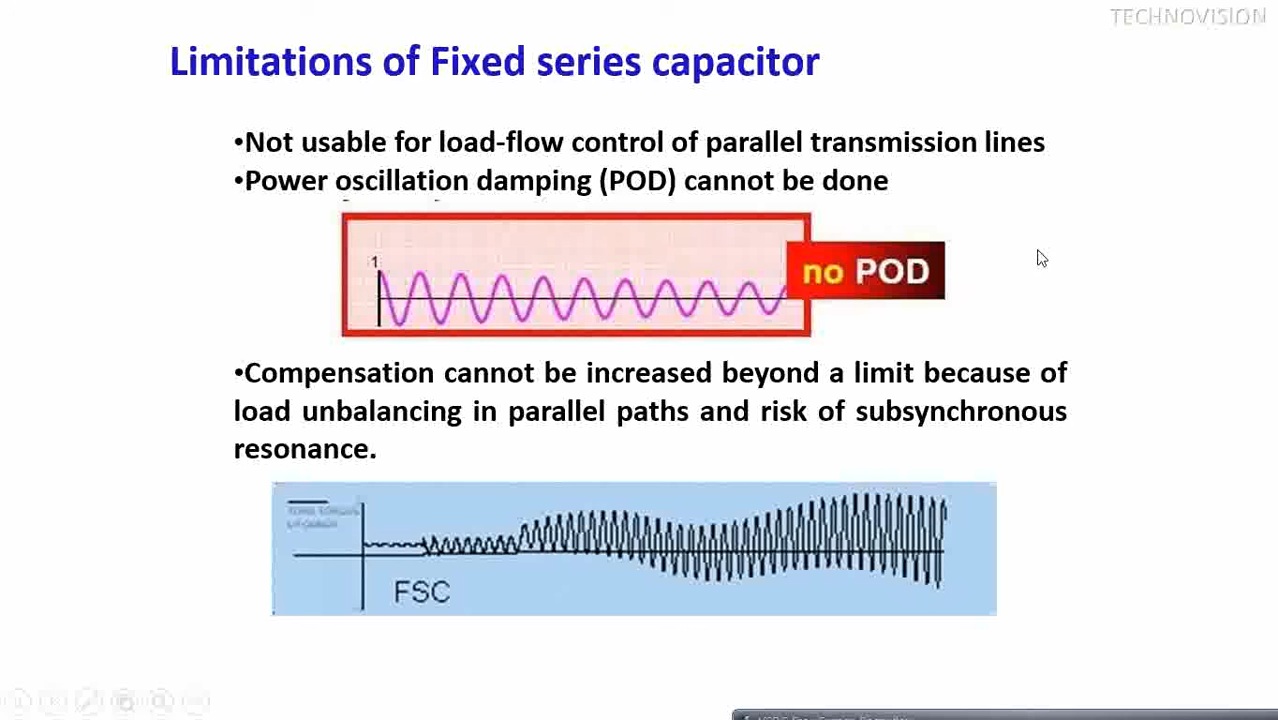 TECHNOVISION
Limitations of Fixed series capacitor
•Not usable for load-flow control of parallel transmission lines
•Power oscillation damping (POD) cannot be done
1
no POD
•Compensation cannot be increased beyond a limit because of
load unbalancing in parallel paths and risk of subsynchronous
resonance.
FSC